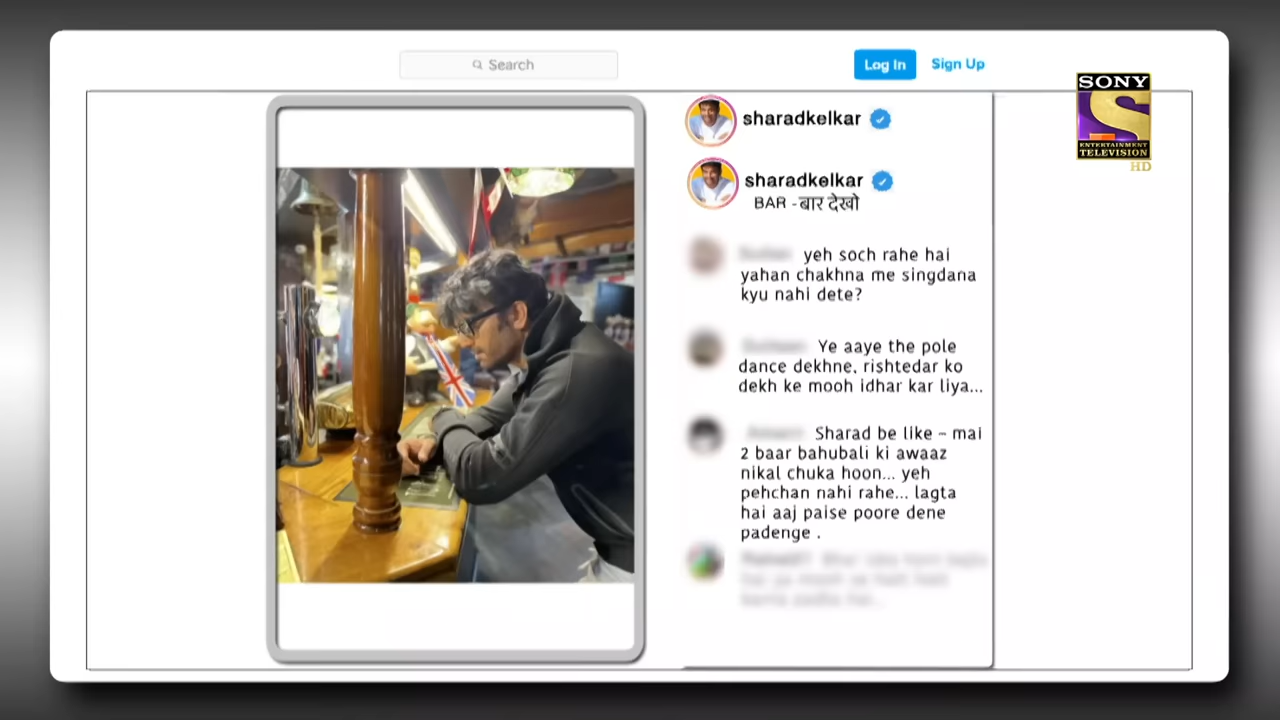 Search
Log In
Sign Up
SONY
ENTERTAINMENT
TELEVISION
HD
sharadkelkar
sharadkelkar
BAR -बार देखो
yeh soch rahe hai
yahan chakhna me singdana
kyu nahi dete?
Ye aaye the pole
dance dekhne, rishtedar ko
dekh ke mooh idhar kar liya...
Sharad be like - mai
2 baar bahubali ki awaaz
nikal chuka hoon... yeh
pehchan nahi rahe... lagta
hai aaj paise poore dene
padenge .